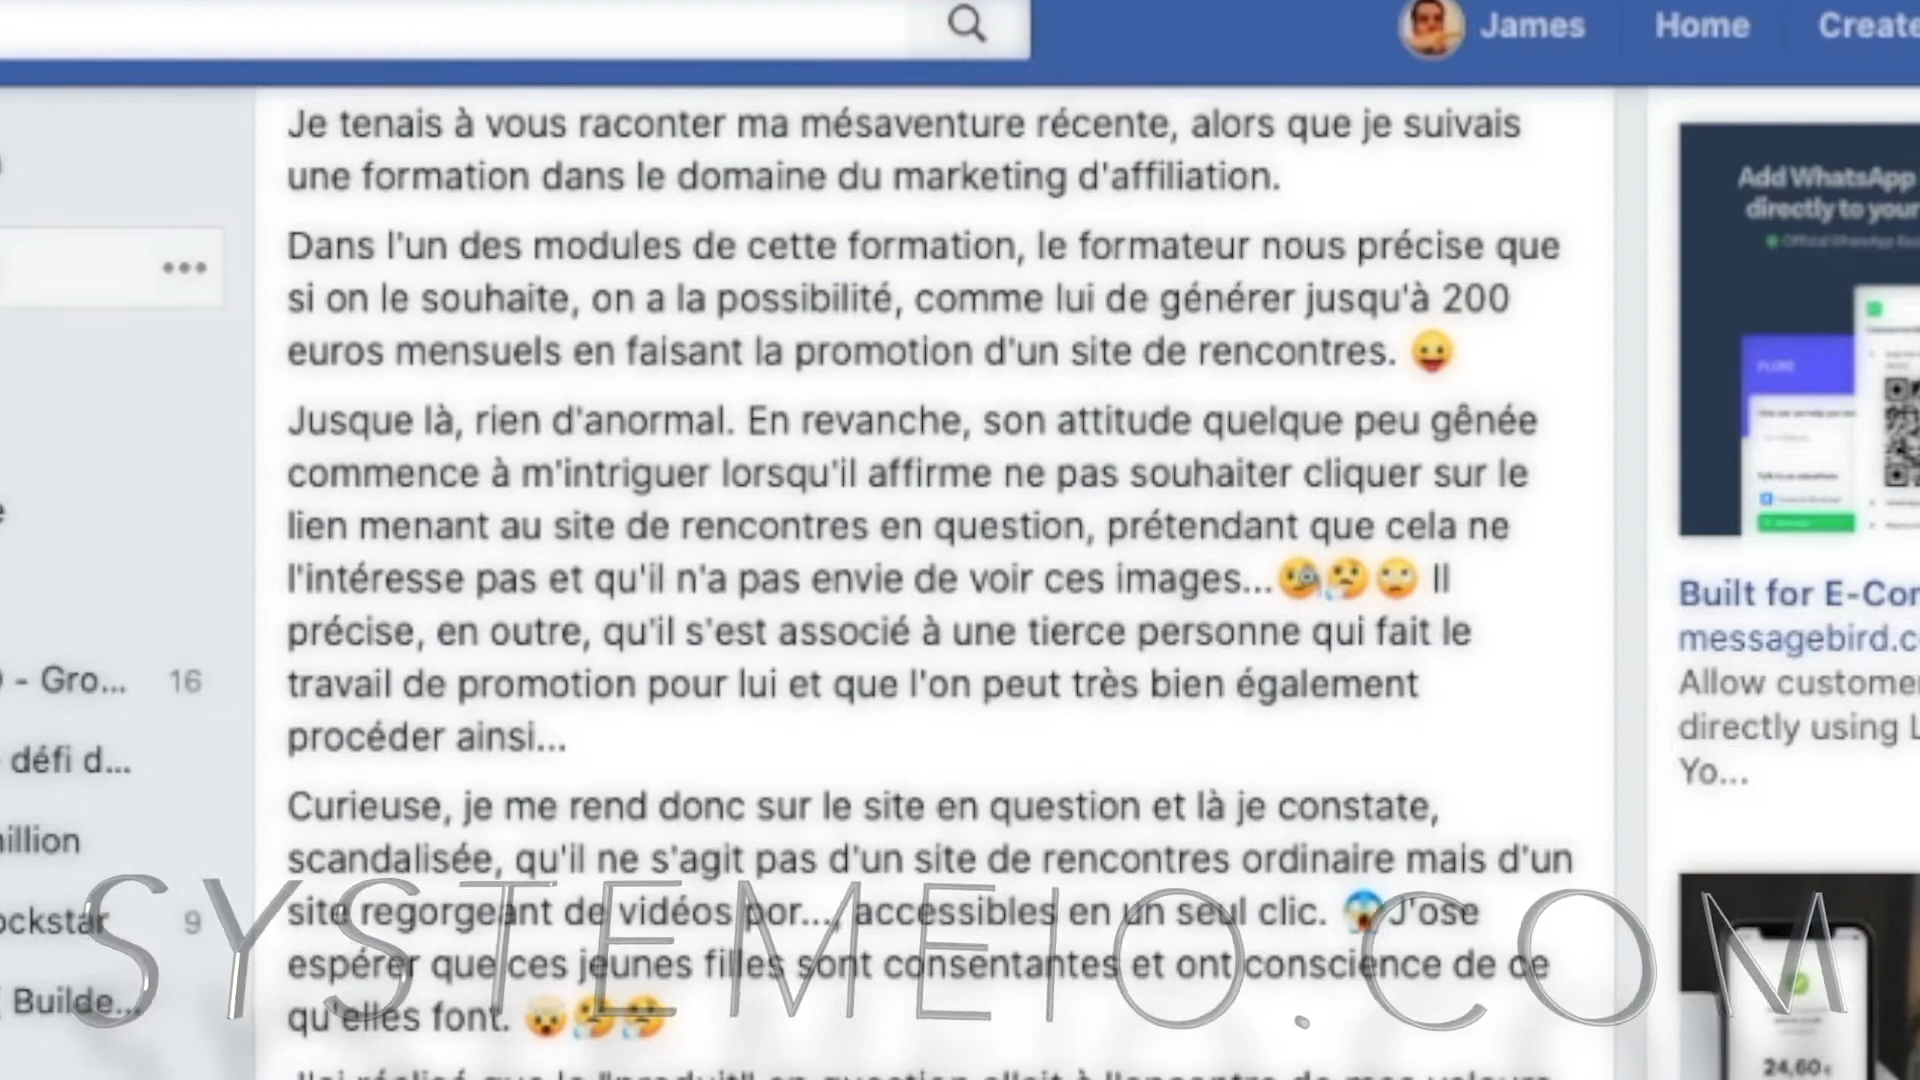 James
Home
Create
Je tenais à vous raconter ma mésaventure récente, alors que je suivais
une formation dans le domaine du marketing d'affiliation.
Dans l'un des modules de cette formation, le formateur nous précise que
si on le souhaite, on a la possibilité, comme lui de générer jusqu'à 200
euros mensuels en faisant la promotion d'un site de rencontres. 😛
Jusque là, rien d'anormal. En revanche, son attitude quelque peu gênée
commence à m'intriguer lorsqu'il affirme ne pas souhaiter cliquer sur le
lien menant au site de rencontres en question, prétendant que cela ne
l'intéresse pas et qu'il n'a pas envie de voir ces images...🧐🤔🙄 Il
précise, en outre, qu'il s'est associé à une tierce personne qui fait le
travail de promotion pour lui et que l'on peut très bien également
procéder ainsi...
Curieuse, je me rend donc sur le site en question et là je constate,
scandalisée, qu'il ne s'agit pas d'un site de rencontres ordinaire mais d'un
site regorgeant de vidéos por..., accessibles en un seul clic. 😱J'ose
espérer que ces jeunes filles sont consentantes et ont conscience de ce
qu'elles font.
- Gro... 16
défi d...
illion
ockstar 9
Builde...
Add WhatsApp
directly to your
Built for E-Co
messagebird.c
Allow custome
directly using L
Yo...
24,60€
SYSTEMEIO.COM